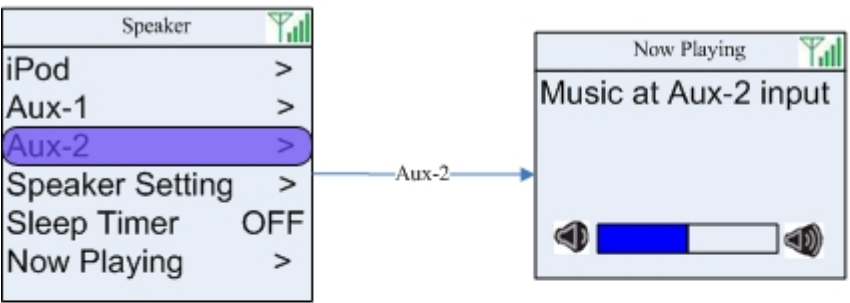 Speaker
iPod >
Aux-1 >
Aux-2 >
Speaker Setting >
Sleep Timer OFF
Now Playing >
Aux-2
Now Playing
Music at Aux-2 input